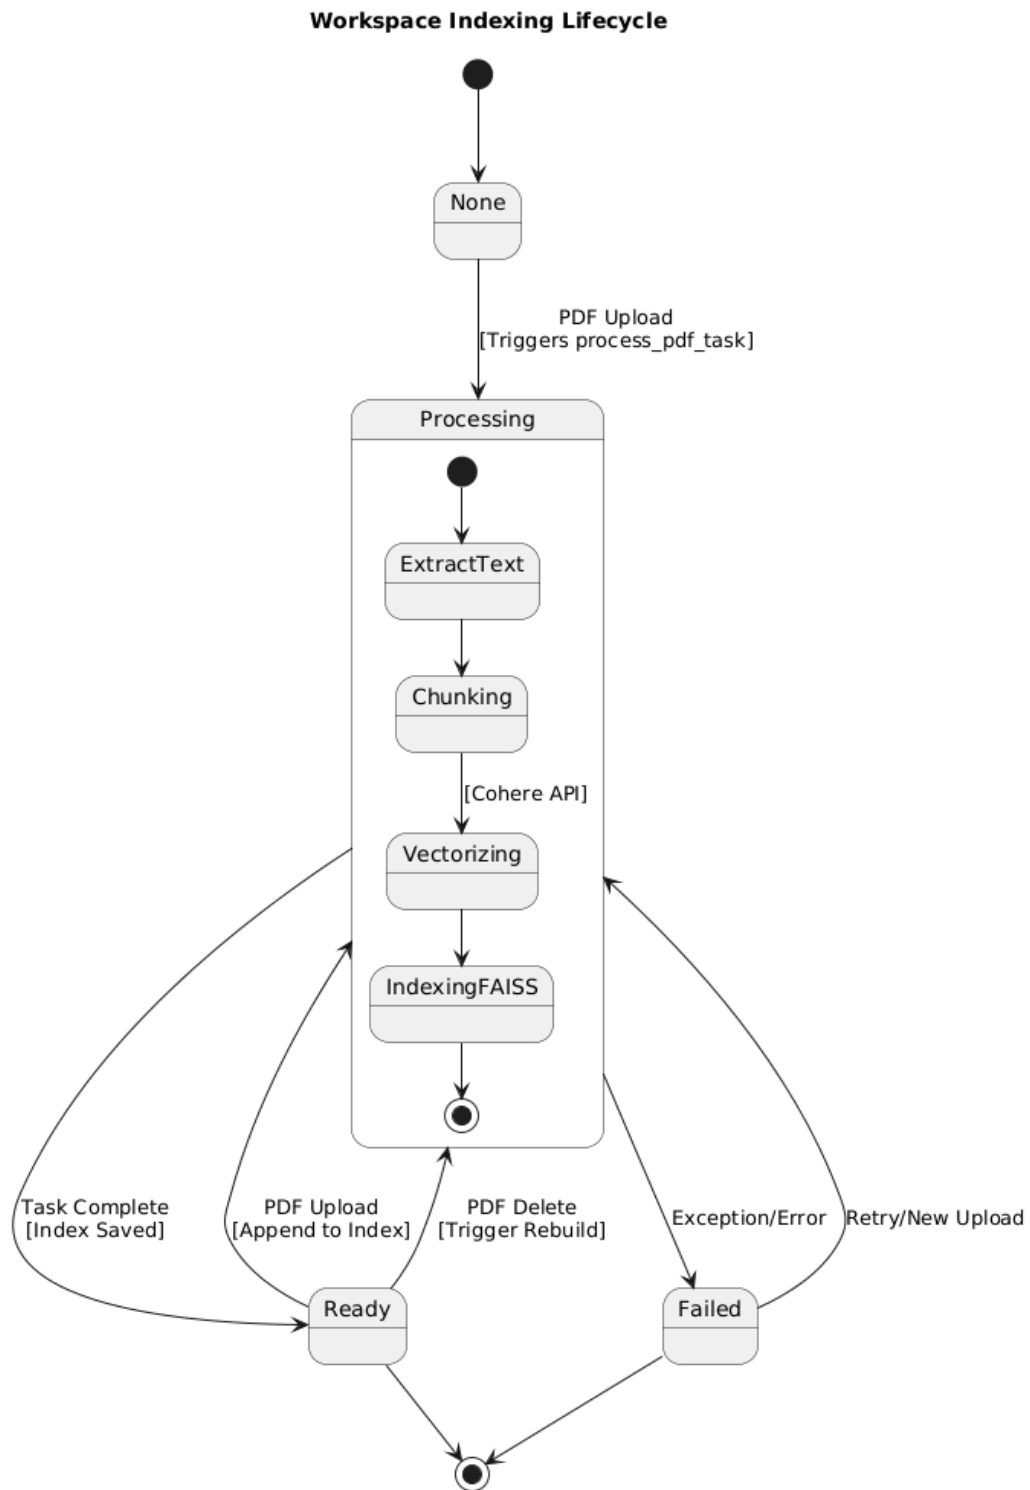 Workspace Indexing Lifecycle
None
PDF Upload
[Triggers process_pdf_task]
Processing
ExtractText
Chunking
[Cohere API]
Vectorizing
IndexingFAISS
Task Complete
[Index Saved]
PDF Upload
[Append to Index]
PDF Delete
[Trigger Rebuild]
Exception/Error
Retry/New Upload
Ready
Failed